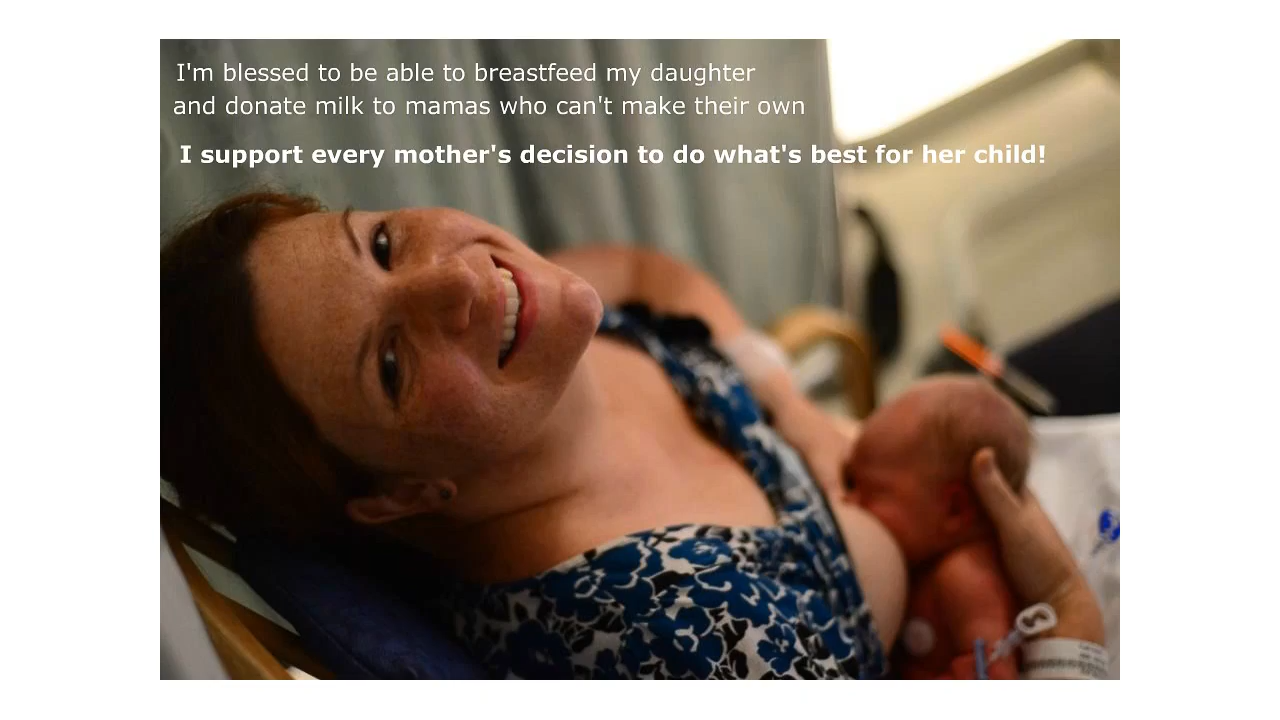 I'm blessed to be able to breastfeed my daughter
and donate milk to mamas who can't make their own
I support every mother's decision to do what's best for her child!